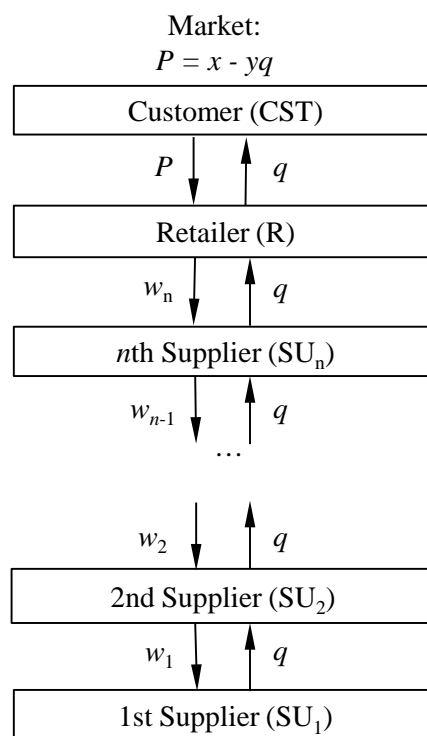 Market:
P = x - yq
Customer (CST)
P q
Retailer (R)
wₙ q
nth Supplier (SUₙ)
wₙ₋₁ q
...
w₂ q
2nd Supplier (SU₂)
w₁ q
1st Supplier (SU₁)